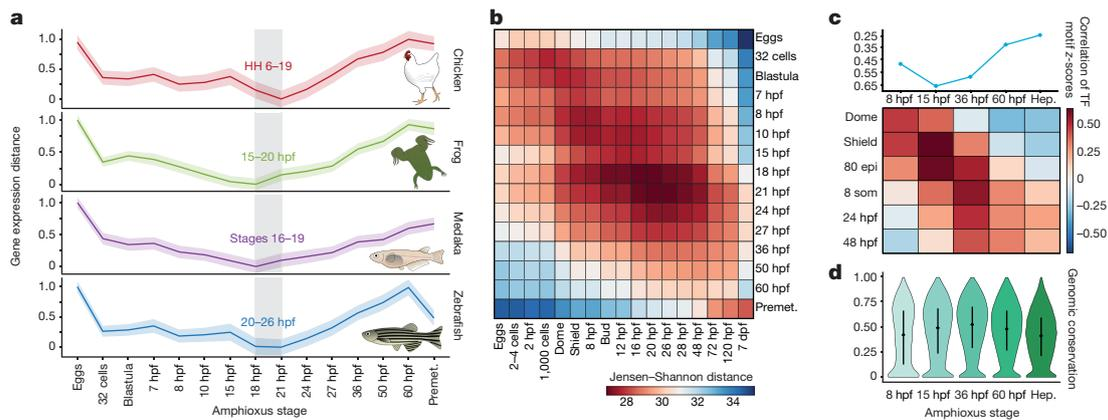 a
Gene expression distance
1.0
0.5
0
HH 6–19
Chicken
1.0
0.5
0
15–20 hpf
Frog
1.0
0.5
0
Stages 16–19
Medaka
1.0
0.5
0
20–26 hpf
Zebrafish
Eggs
32 cells
Blastula
7 hpf
8 hpf
10 hpf
15 hpf
18 hpf
21 hpf
24 hpf
27 hpf
36 hpf
50 hpf
60 hpf
Premet.
Amphioxus stage
b
Eggs
32 cells
Blastula
7 hpf
8 hpf
10 hpf
15 hpf
18 hpf
21 hpf
24 hpf
27 hpf
36 hpf
50 hpf
60 hpf
Premet.
Eggs
2–4 cells
2 hpf
1,000 cells
Dome
Shield
8 hpf
Bud
12 hpf
16 hpf
20 hpf
26 hpf
28 hpf
48 hpf
72 hpf
120 hpf
7 dpf
Jensen–Shannon distance
28 30 32 34
c
0.25
0.35
0.45
0.55
0.65
Correlation of TF
motif z-scores
8 hpf 15 hpf 36 hpf 60 hpf Hep.
Dome
Shield
80 epi
8 som
24 hpf
48 hpf
0.50
0.25
0
−0.25
−0.50
d
1.00
0.75
0.50
0.25
0
Genomic conservation
8 hpf 15 hpf 36 hpf 60 hpf Hep.
Amphioxus stage